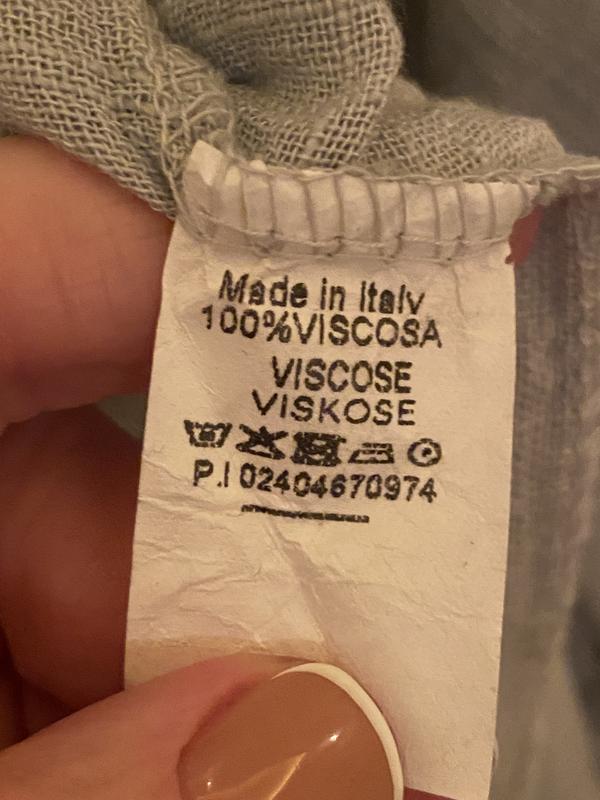 Made in Italy
100%VISCOSA
VISCOSE
VISKOSE
P.I 02404670974